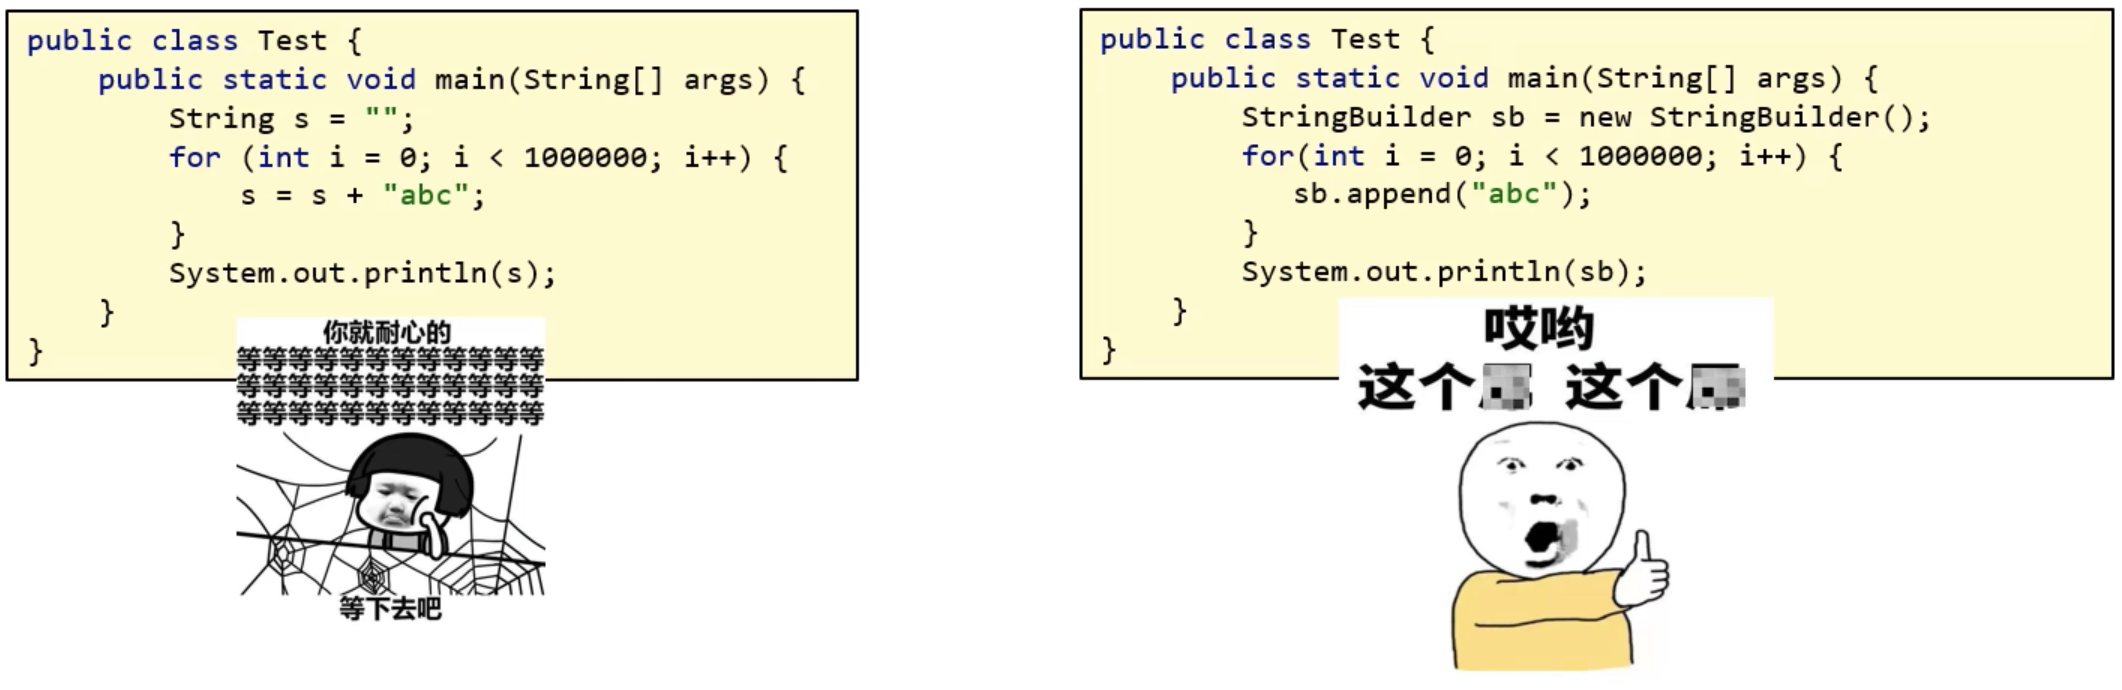 public class Test {
    public static void main(String[] args) {
        String s = "";
        for (int i = 0; i < 1000000; i++) {
            s = s + "abc";
        }
        System.out.println(s);
    }
}
你就耐心的
等等等等等等等等等等等等
等等等等等等等等等等等等
等等等等等等等等等等等等
等下去吧
public class Test {
    public static void main(String[] args) {
        StringBuilder sb = new StringBuilder();
        for(int i = 0; i < 1000000; i++) {
           sb.append("abc");
        }
        System.out.println(sb);
    }
}
哎哟
这个 这个